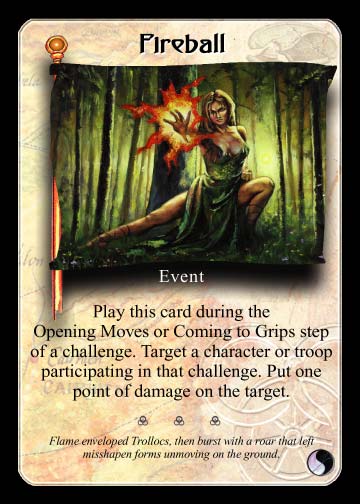 Fireball
Event
Play this card during the
Opening Moves or Coming to Grips step
of a challenge. Target a character or troop
participating in that challenge. Put one
point of damage on the target.
Flame enveloped Trollocs, then burst with a roar that left
misshapen forms unmoving on the ground.